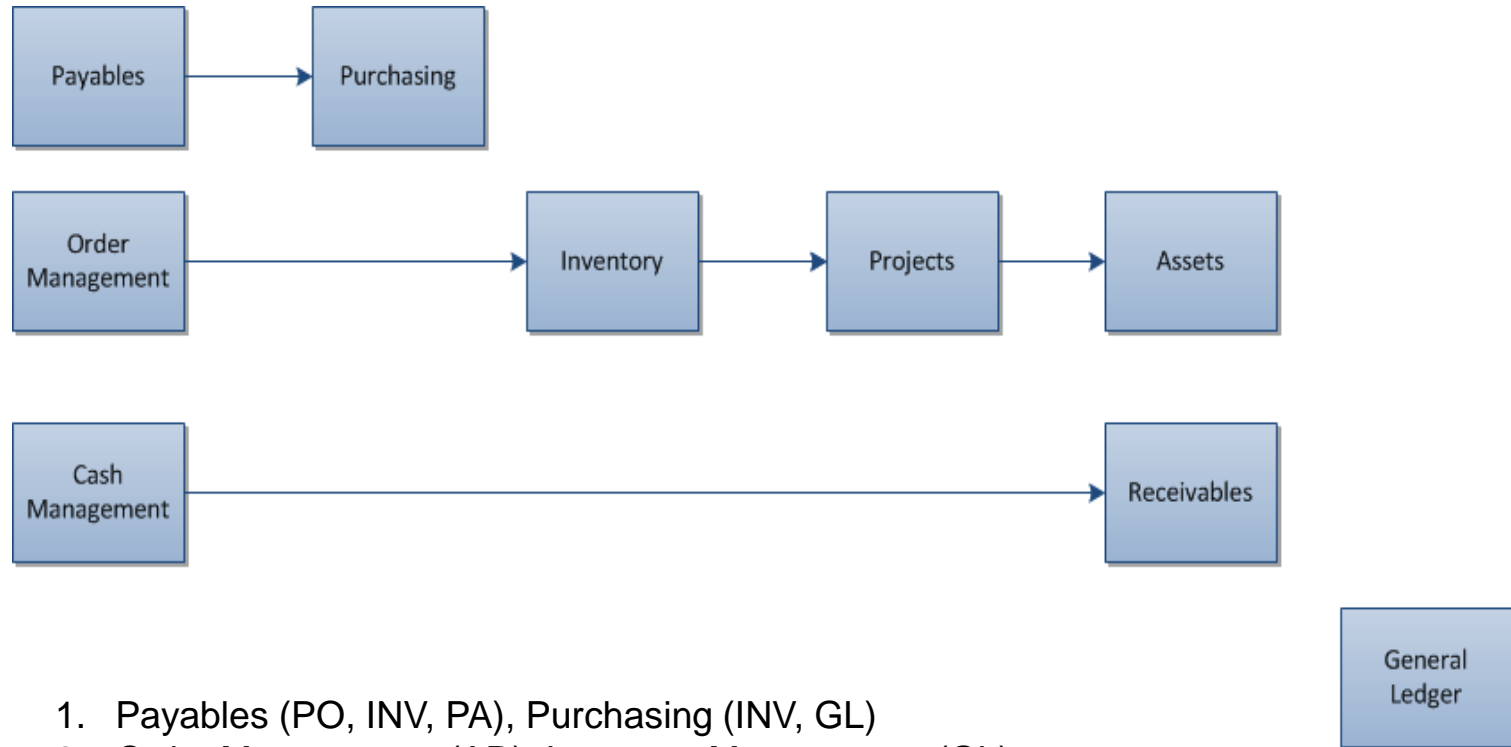 Payables
Purchasing
Order
Management
Inventory
Projects
Assets
Cash
Management
Receivables
General
Ledger
1. Payables (PO, INV, PA), Purchasing (INV, GL)